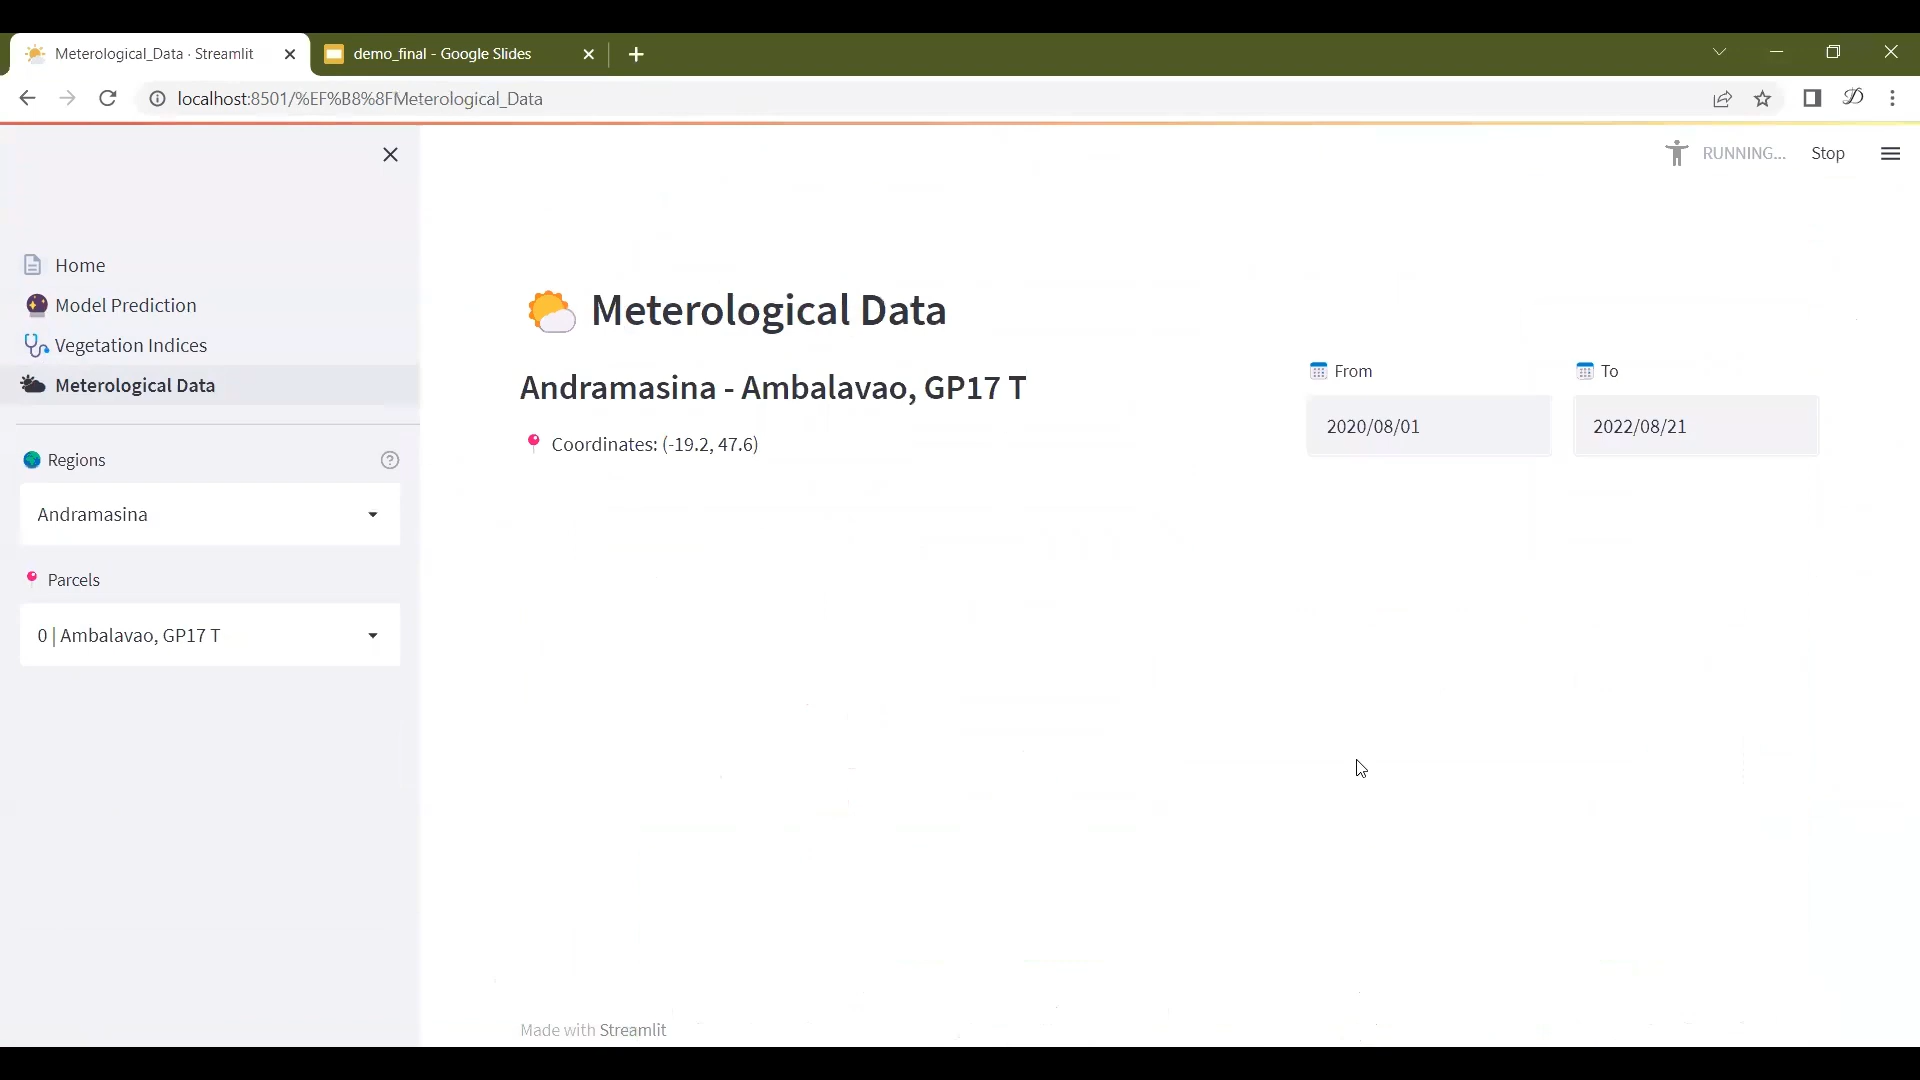 Meterological_Data · Streamlit
demo_final - Google Slides
localhost:8501/%EF%B8%8FMeterological_Data
RUNNING...
Stop
Home
Model Prediction
Vegetation Indices
Meterological Data
Regions
Andramasina
Parcels
0 | Ambalavao, GP17 T
Meterological Data
Andramasina - Ambalavao, GP17 T
Coordinates: (-19.2, 47.6)
From
To
2020/08/01
2022/08/21
Made with Streamlit